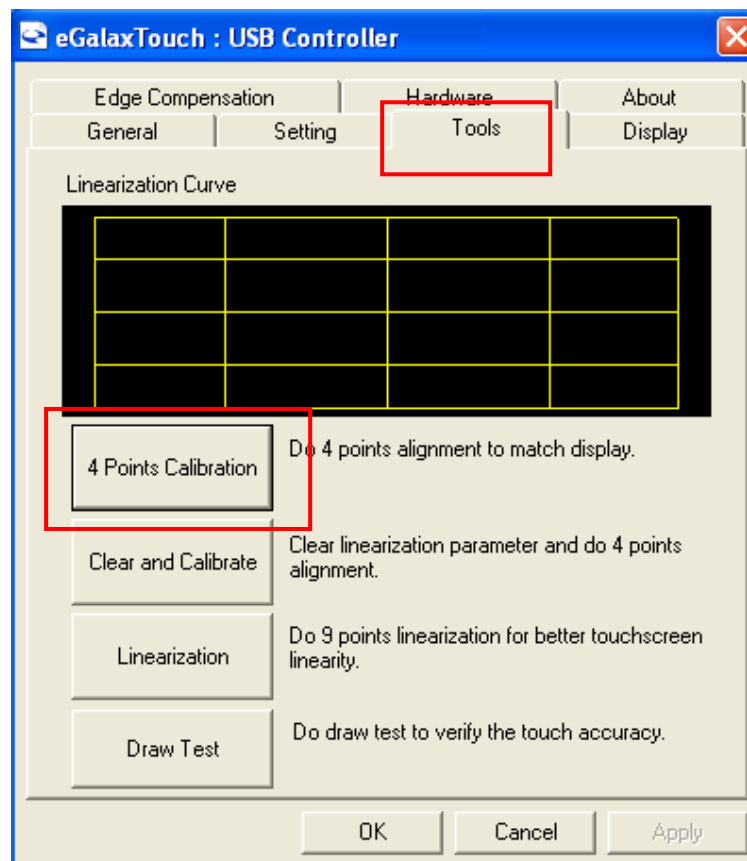 eGalaxTouch : USB Controller
Edge Compensation Hardware About
General Setting Tools Display
Linearization Curve
4 Points Calibration
Do 4 points alignment to match display.
Clear and Calibrate
Clear linearization parameter and do 4 points
alignment.
Linearization
Do 9 points linearization for better touchscreen
linearity.
Draw Test
Do draw test to verify the touch accuracy.
OK Cancel Apply